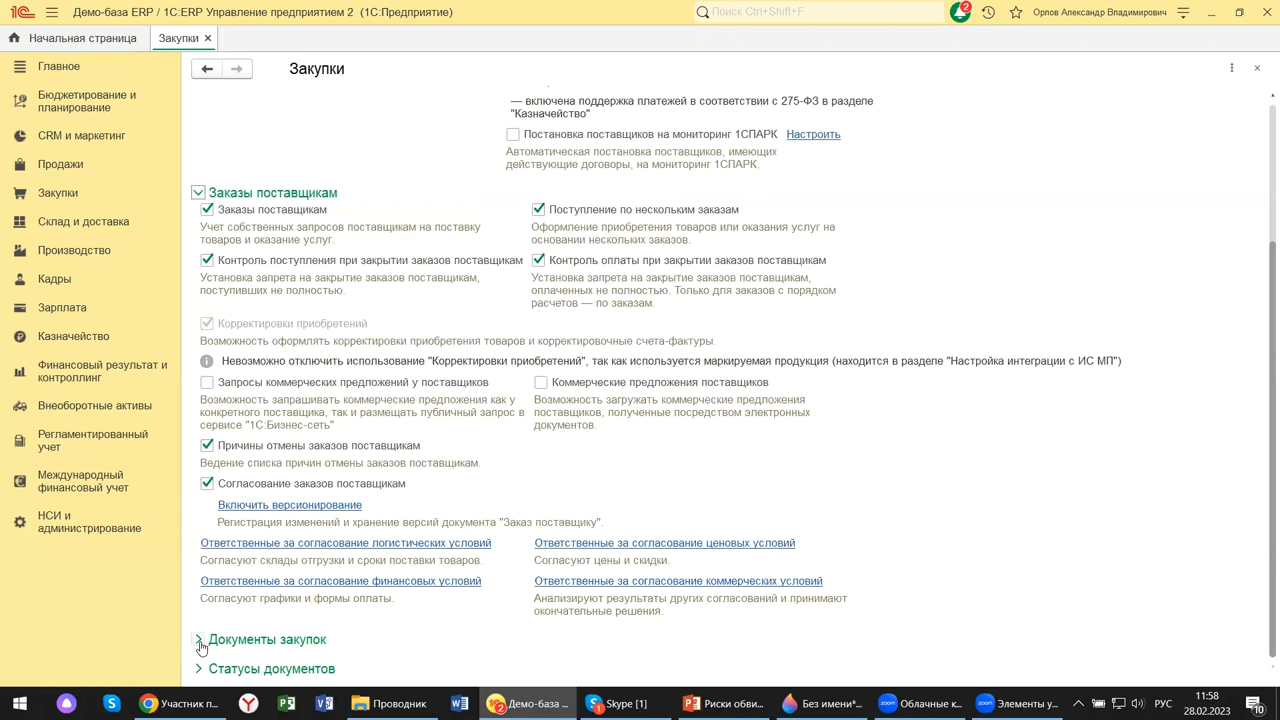 Демо-база ERP / 1С:ERP Управление предприятием 2 (1С:Предприятие)
Поиск Ctrl+Shift+F
2
Орлов Александр Владимирович
Начальная страница
Закупки
Главное
Бюджетирование и
планирование
CRM и маркетинг
Продажи
Закупки
Склад и доставка
Производство
Кадры
Зарплата
Казначейство
Финансовый результат и
контроллинг
Внеоборотные активы
Регламентированный
учет
Международный
финансовый учет
НСИ и
администрирование
Закупки
— включена поддержка платежей в соответствии с 275-ФЗ в разделе
"Казначейство"
Постановка поставщиков на мониторинг 1СПАРК Настроить
Автоматическая постановка поставщиков, имеющих
действующие договоры, на мониторинг 1СПАРК.
Заказы поставщикам
Заказы поставщикам
Учет собственных запросов поставщикам на поставку
товаров и оказание услуг.
Поступление по нескольким заказам
Оформление приобретения товаров или оказания услуг на
основании нескольких заказов.
Контроль поступления при закрытии заказов поставщикам
Установка запрета на закрытие заказов поставщикам,
поступивших не полностью.
Контроль оплаты при закрытии заказов поставщикам
Установка запрета на закрытие заказов поставщикам,
оплаченных не полностью. Только для заказов с порядком
расчетов — по заказам.
Корректировки приобретений
Возможность оформлять корректировки приобретения товаров и корректировочные счета-фактуры.
Невозможно отключить использование "Корректировки приобретений", так как используется маркируемая продукция (находится в разделе "Настройка интеграции с ИС МП")
Запросы коммерческих предложений у поставщиков
Возможность запрашивать коммерческие предложения как у
конкретного поставщика, так и размещать публичный запрос в
сервисе "1С:Бизнес-сеть"
Коммерческие предложения поставщиков
Возможность загружать коммерческие предложения
поставщиков, полученные посредством электронных
документов.
Причины отмены заказов поставщикам
Ведение списка причин отмены заказов поставщикам.
Согласование заказов поставщикам
Включить версионирование
Регистрация изменений и хранение версий документа "Заказ поставщику".
Ответственные за согласование логистических условий
Согласуют склады отгрузки и сроки поставки товаров.
Ответственные за согласование ценовых условий
Согласуют цены и скидки.
Ответственные за согласование финансовых условий
Согласуют графики и формы оплаты.
Ответственные за согласование коммерческих условий
Анализируют результаты других согласований и принимают
окончательные решения.
Документы закупок
Статусы документов
Участник п...
Проводник
Демо-база ...
Skype [1]
Риски обви...
Без имени*...
Облачные к...
Элементы у...
РУС
11:58
28.02.2023
10